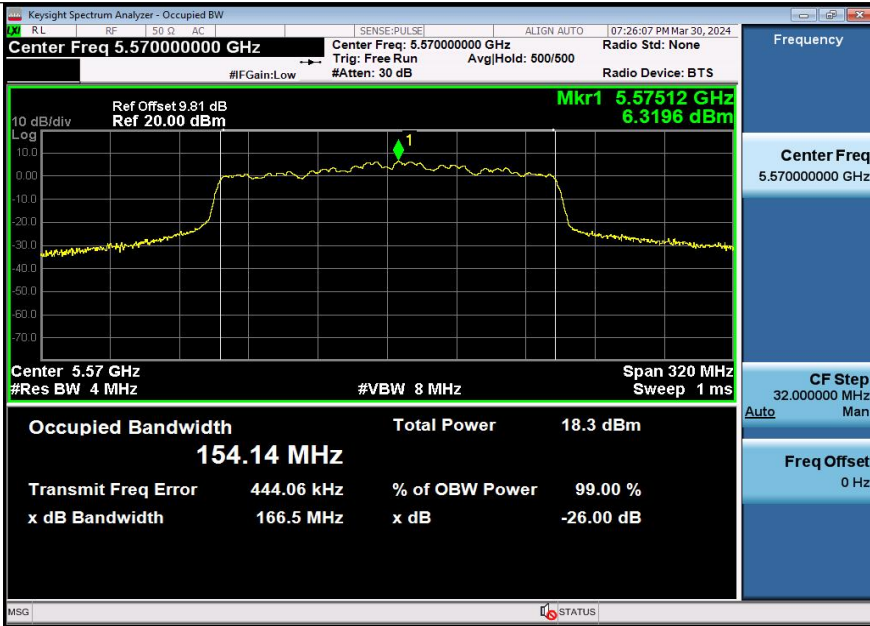 Keysight Spectrum Analyzer - Occupied BW
LXI RL RF 50 Ω AC SENSE:PULSE ALIGN AUTO 07:26:07 PM Mar 30, 2024
Center Freq 5.570000000 GHz Center Freq: 5.570000000 GHz Radio Std: None
Trig: Free Run Avg|Hold: 500/500
#IFGain:Low #Atten: 30 dB Radio Device: BTS
Frequency
Mkr1 5.57512 GHz
6.3196 dBm
Ref Offset 9.81 dB
10 dB/div Ref 20.00 dBm
Log
1
10.0
0.00
-10.0
-20.0
-30.0
-40.0
-50.0
-60.0
-70.0
Center Freq
5.570000000 GHz
Center 5.57 GHz Span 320 MHz
#Res BW 4 MHz #VBW 8 MHz Sweep 1 ms
CF Step
32.000000 MHz
Auto Man
Occupied Bandwidth Total Power 18.3 dBm
154.14 MHz
Transmit Freq Error 444.06 kHz % of OBW Power 99.00 %
x dB Bandwidth 166.5 MHz x dB -26.00 dB
Freq Offset
0 Hz
MSG STATUS